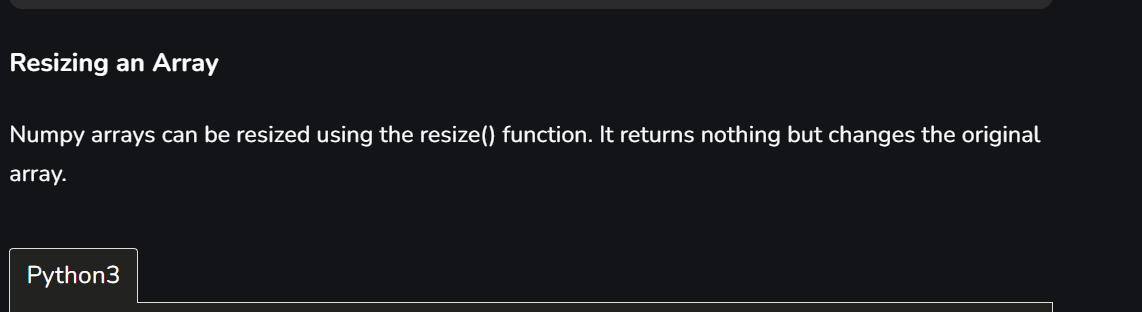 Resizing an Array
Numpy arrays can be resized using the resize() function. It returns nothing but changes the original
array.
Python3